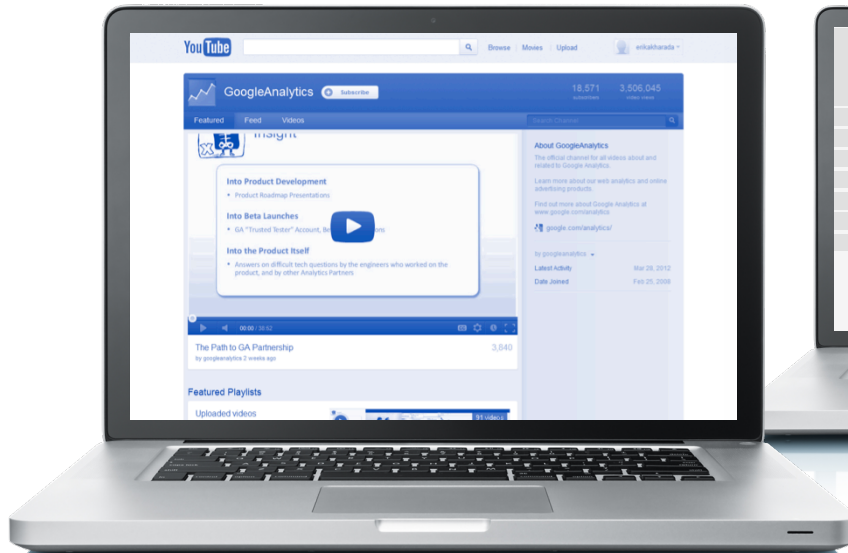 YouTube
Browse Movies Upload erikakharada
GoogleAnalytics Subscribe
18,571 3,506,045
subscribers video views
Featured Feed Videos Search Channel
Insight
Into Product Development
• Product Roadmap Presentations
Into Beta Launches
• GA "Trusted Tester" Account,
Into the Product Itself
• Answers on difficult tech questions by the engineers who worked on the
product, and by other Analytics Partners
00:00 / 50:52
The Path to GA Partnership 3,640
by googleanalytics 2 weeks ago
Featured Playlists
Uploaded videos
91 videos
About GoogleAnalytics
The official channel for all videos about and
related to Google Analytics.
Learn more about our web analytics and online
advertising products.
Find out more about Google Analytics at
www.google.com/analytics.
google.com/analytics/
by googleanalytics
Latest Activity Mar 28, 2012
Date Joined Feb 25, 2008